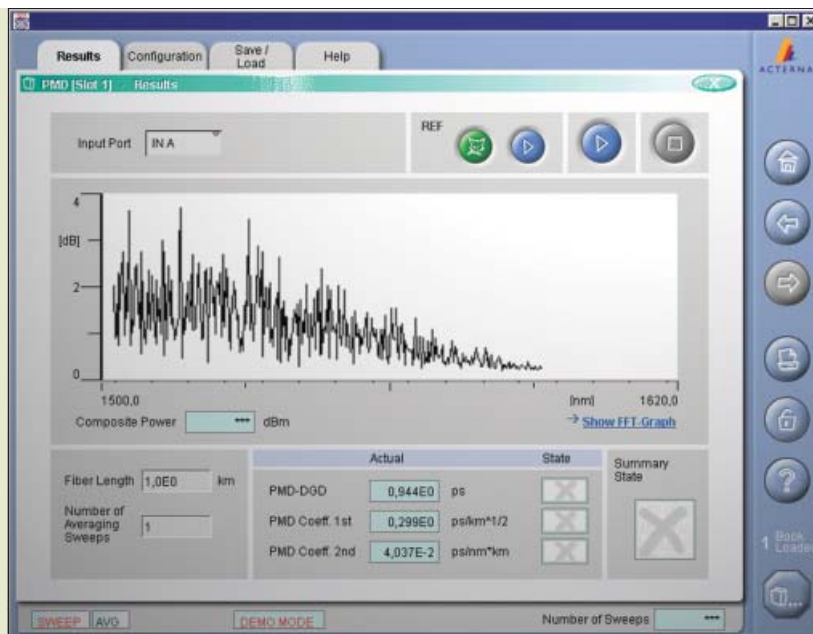 Results
Configuration
Save /
Load
Help
ACTERNA
PMD [Slot 1] Results
Input Port
IN A
REF
4
[dB]
2
0
1500,0
[nm]
1620,0
Composite Power
***
dBm
Show FFT-Graph
Actual
State
Summary
State
Fiber Length
1,0E0
km
Number of
Averaging
Sweeps
1
PMD-DGD
0,944E0
ps
PMD Coeff. 1st
0,299E0
ps/km^1/2
PMD Coeff. 2nd
4,037E-2
ps/nm*km
?
1 Book
Loaded
...
SWEEP
AVG
DEMO MODE
Number of Sweeps
***